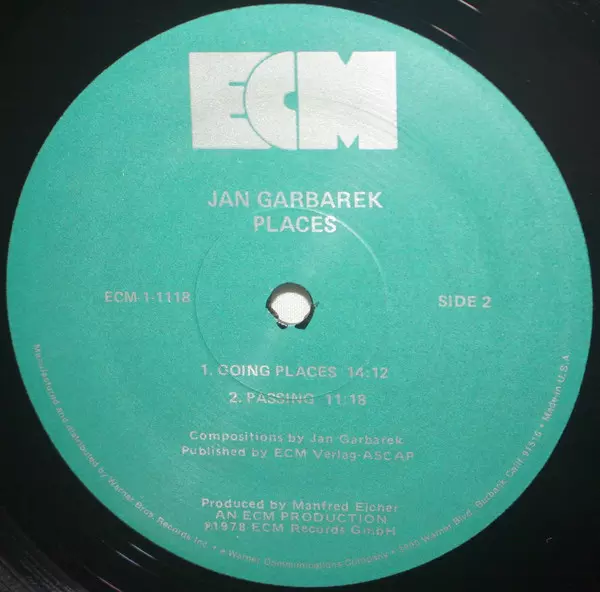 ECM
JAN GARBAREK
PLACES
ECM-1-1118
SIDE 2
1. GOING PLACES 14:12
2. PASSING 11:18
Compositions by Jan Garbarek
Published by ECM Verlag-ASCAP
Produced by Manfred Eicher
AN ECM PRODUCTION
℗1978 ECM Records GmbH
Manufactured and distributed by Warner Bros. Records Inc. • a Warner Communications Company • 3300 Warner Blvd., Burbank, Calif. 91510 • Made in U.S.A.